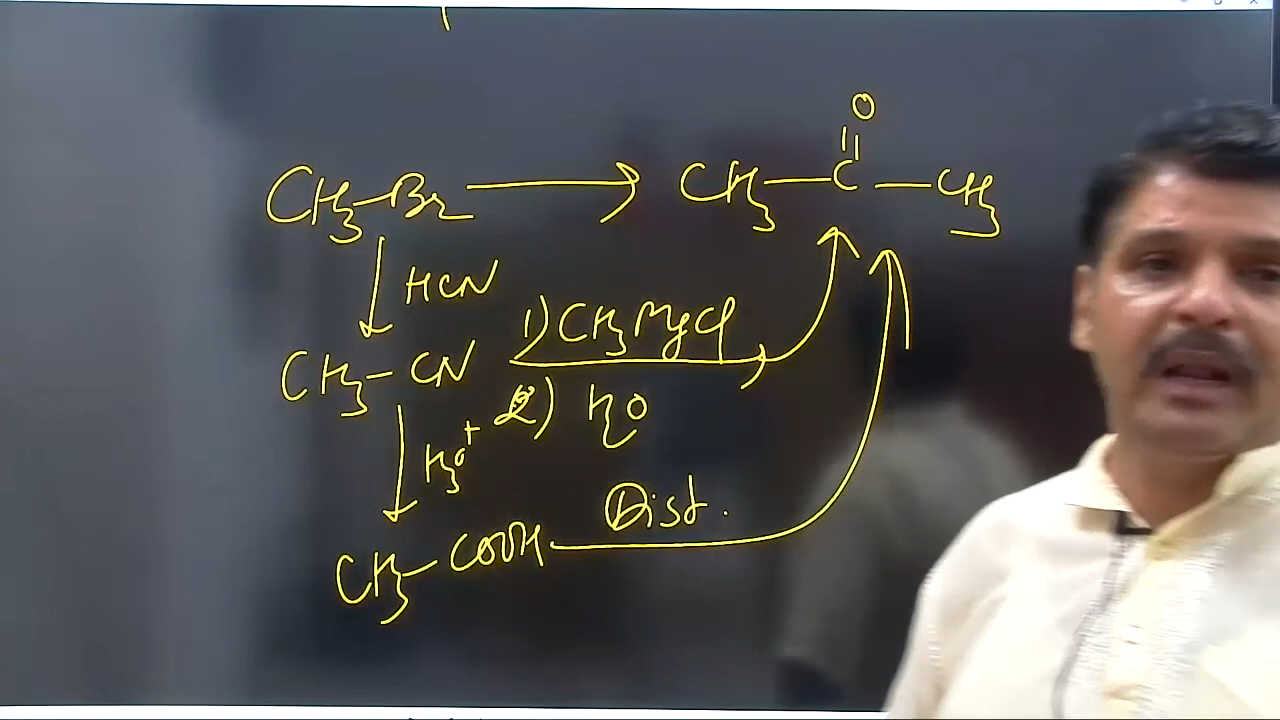 O
||
CH3—Br → CH3—C—CH3
↓ HCN
1) CH3MgCl
CH3—CN
2) H2O
↓ H3O+
Dist.
CH3—COOH